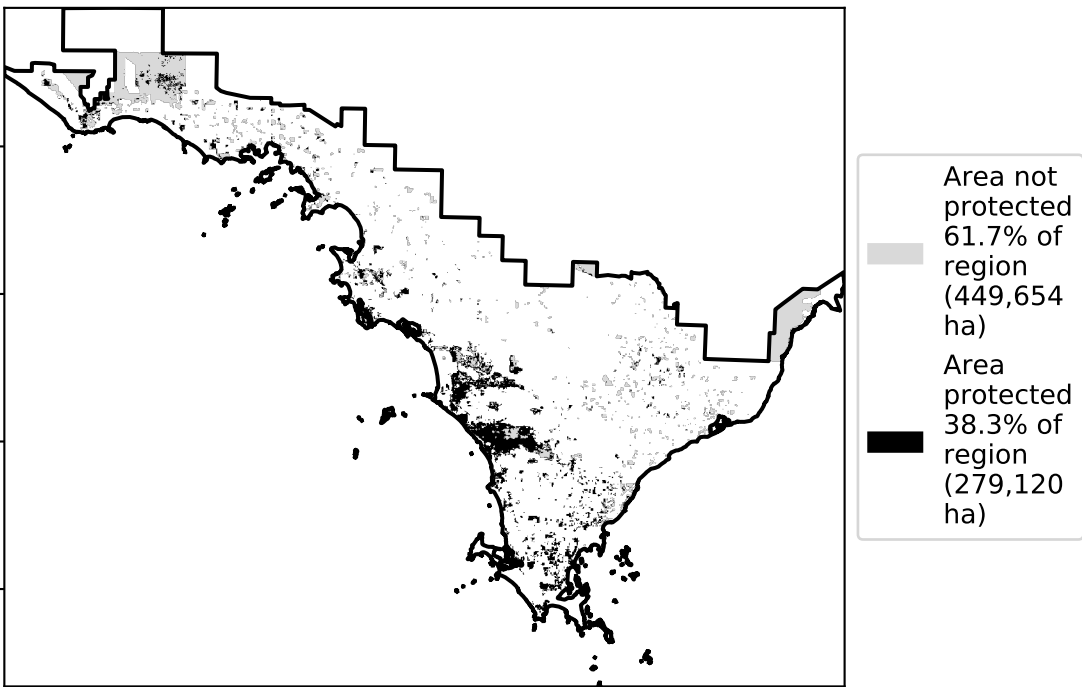 Area not
protected
61.7% of
region
(449,654
ha)
Area
protected
38.3% of
region
(279,120
ha)